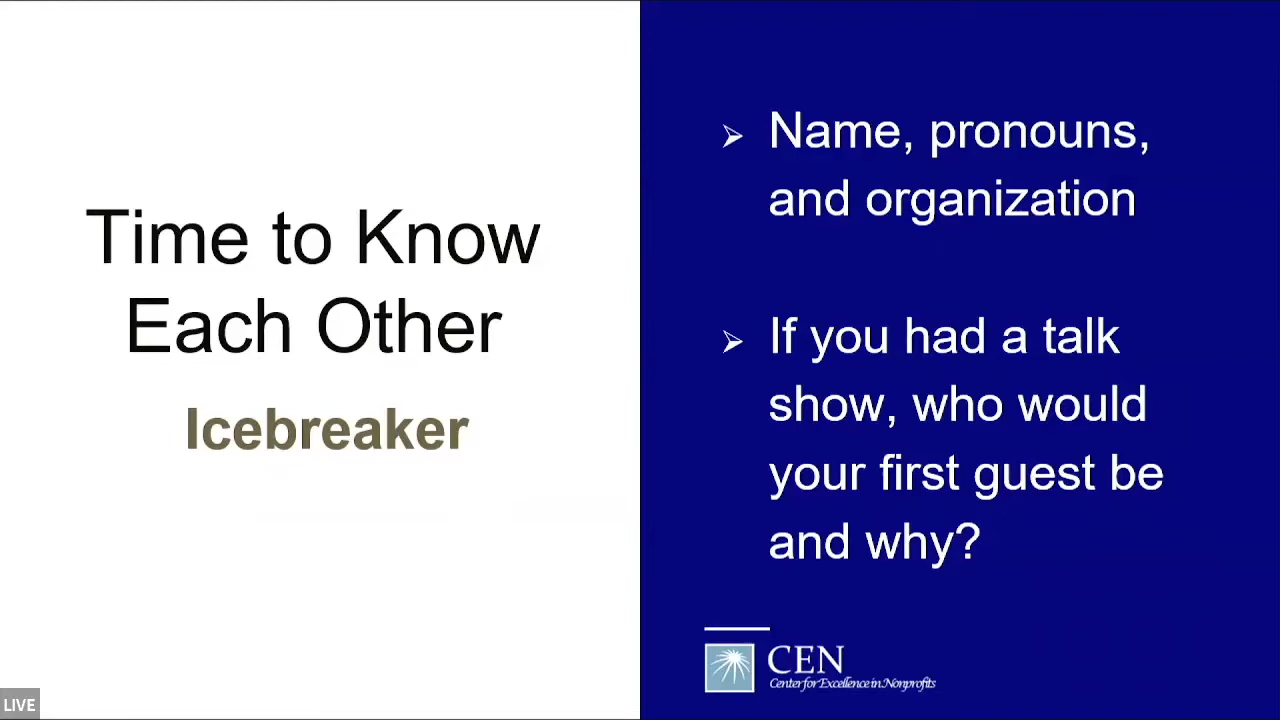 Time to Know
Each Other
Icebreaker
➢ Name, pronouns,
and organization
➢ If you had a talk
show, who would
your first guest be
and why?
CEN
Center for Excellence in Nonprofits
LIVE